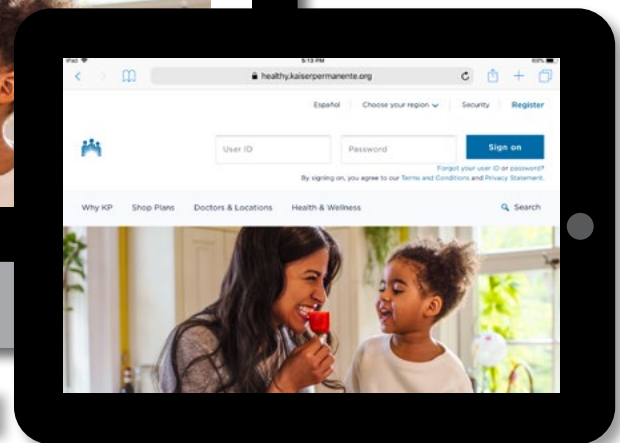 iPad
5:13 PM
69%
healthy.kaiserpermanente.org
Español Choose your region Security Register
User ID Password Sign on
Forgot your user ID or password?
By signing on, you agree to our Terms and Conditions and Privacy Statement.
Why KP Shop Plans Doctors & Locations Health & Wellness Search